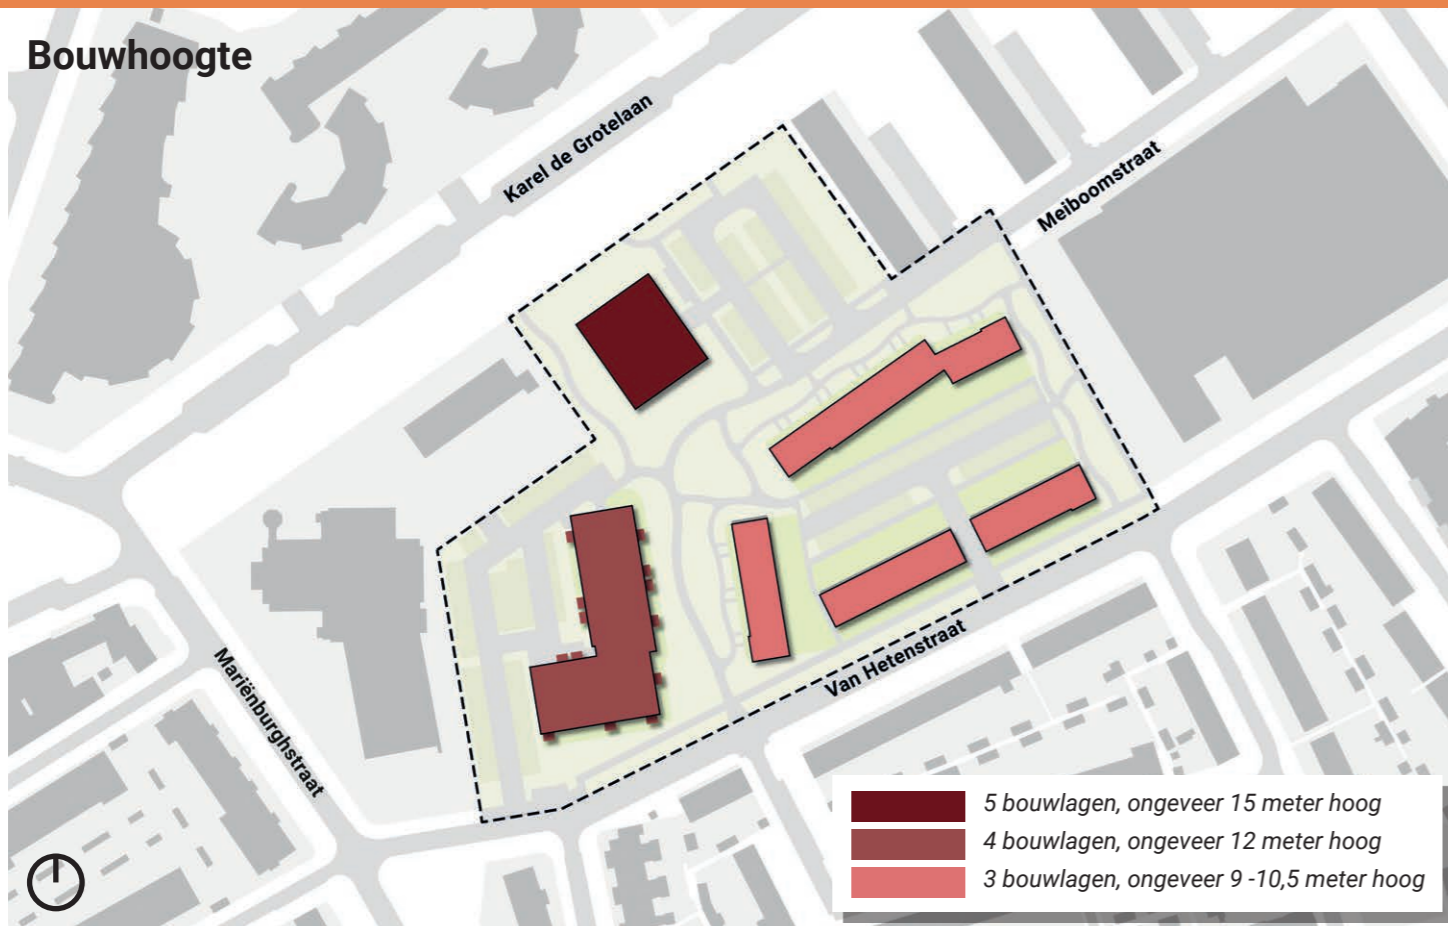 Bouwhoogte
Karel de Grotelaan
Meiboomstraat
Van Hetenstraat
Mariënburghstraat
5 bouwlagen, ongeveer 15 meter hoog
4 bouwlagen, ongeveer 12 meter hoog
3 bouwlagen, ongeveer 9 -10,5 meter hoog